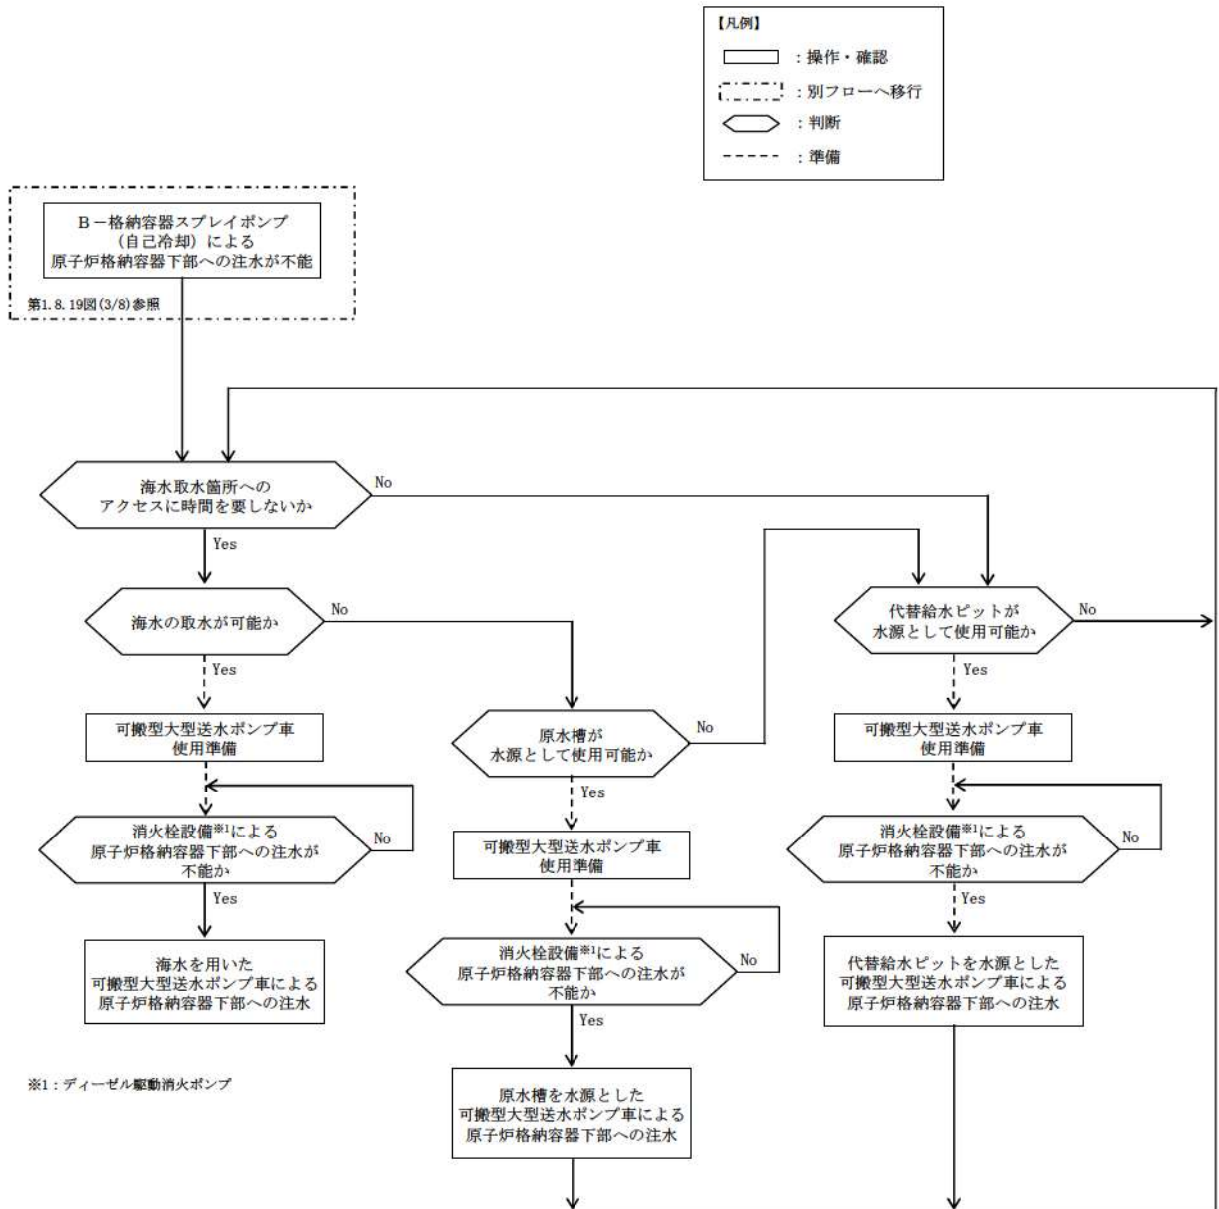 【凡例】
：操作・確認
：別フローへ移行
：判断
：準備
B－格納容器スプレイポンプ
（自己冷却）による
原子炉格納容器下部への注水が不能
第1.8.19図(3/8)参照
海水取水箇所への
アクセスに時間を要しないか
No
Yes
海水の取水が可能か
No
Yes
代替給水ピットが
水源として使用可能か
No
Yes
可搬型大型送水ポンプ車
使用準備
原水槽が
水源として使用可能か
No
Yes
可搬型大型送水ポンプ車
使用準備
消火栓設備※1による
原子炉格納容器下部への注水が
不能か
No
Yes
可搬型大型送水ポンプ車
使用準備
消火栓設備※1による
原子炉格納容器下部への注水が
不能か
No
Yes
海水を用いた
可搬型大型送水ポンプ車による
原子炉格納容器下部への注水
消火栓設備※1による
原子炉格納容器下部への注水が
不能か
No
Yes
代替給水ピットを水源とした
可搬型大型送水ポンプ車による
原子炉格納容器下部への注水
※1：ディーゼル駆動消火ポンプ
原水槽を水源とした
可搬型大型送水ポンプ車による
原子炉格納容器下部への注水